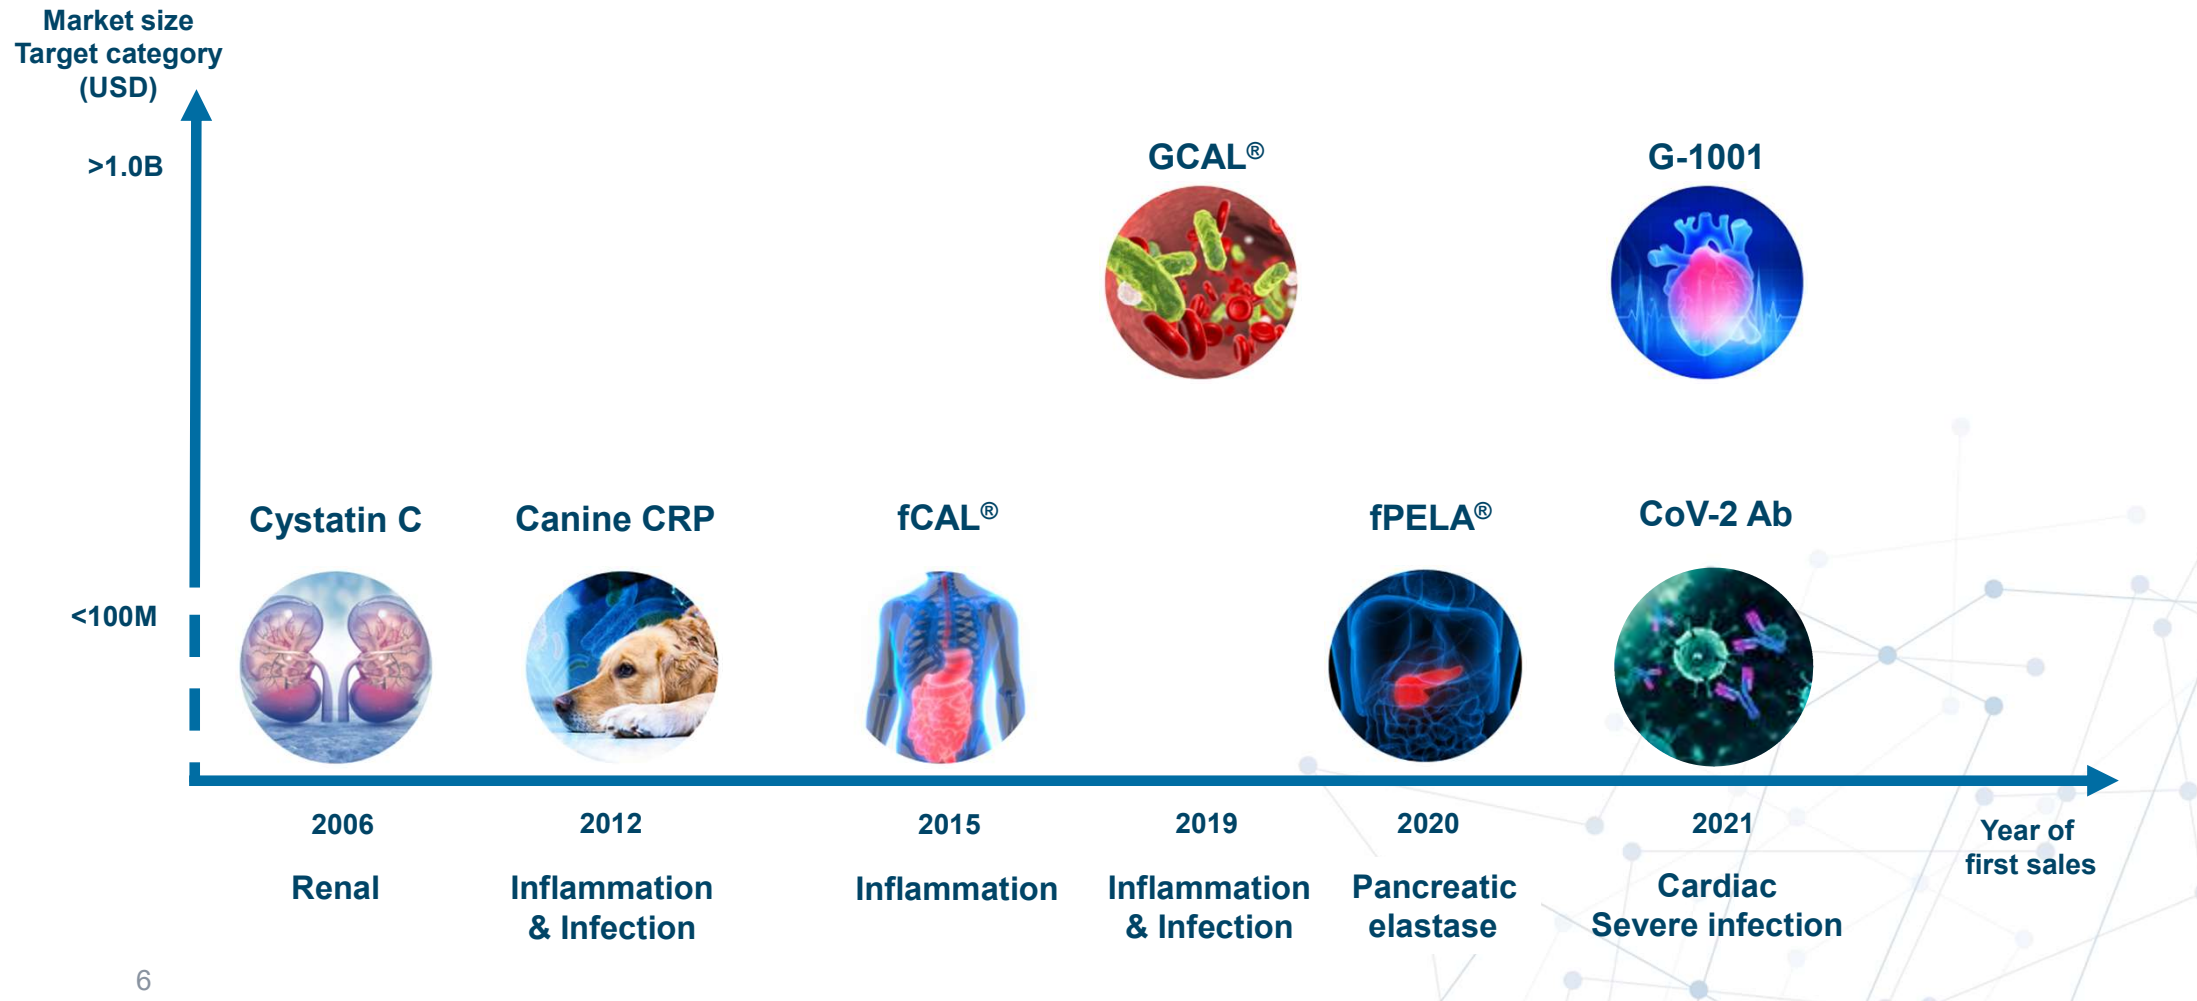 Market size
Target category
(USD)
>1.0B
GCAL®
G-1001
Cystatin C
Canine CRP
fCAL®
fPELA®
CoV-2 Ab
<100M
2006
2012
2015
2019
2020
2021
Year of
first sales
Renal
Inflammation
& Infection
Inflammation
Inflammation
& Infection
Pancreatic
elastase
Cardiac
Severe infection
6